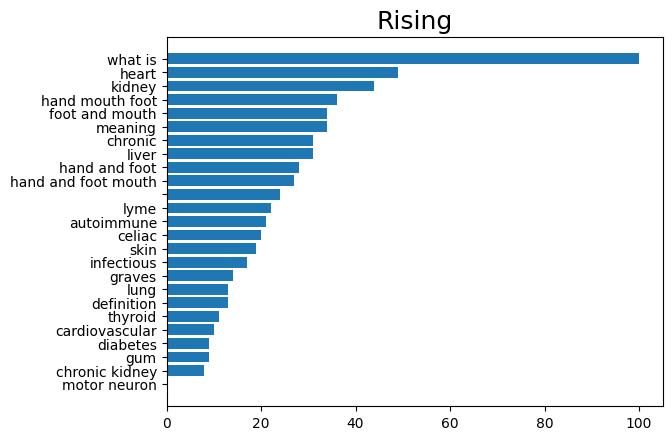 Rising
what is
heart
kidney
hand mouth foot
foot and mouth
meaning
chronic
liver
hand and foot
hand and foot mouth
lyme
autoimmune
celiac
skin
infectious
graves
lung
definition
thyroid
cardiovascular
diabetes
gum
chronic kidney
motor neuron
0 20 40 60 80 100